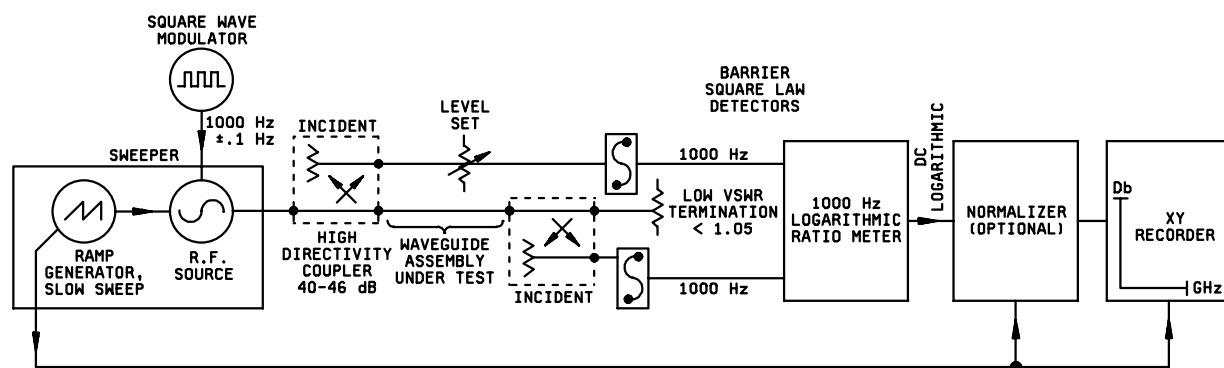 SQUARE WAVE
MODULATOR
1000 Hz
±.1 Hz
SWEEPER
RAMP
GENERATOR,
SLOW SWEEP
R.F.
SOURCE
INCIDENT
HIGH
DIRECTIVITY
COUPLER
40-46 dB
LEVEL
SET
WAVEGUIDE
ASSEMBLY
UNDER TEST
INCIDENT
BARRIER
SQUARE LAW
DETECTORS
1000 Hz
LOW VSWR
TERMINATION
< 1.05
1000 Hz
1000 Hz
LOGARITHMIC
RATIO METER
DC
LOGARITHMIC
NORMALIZER
(OPTIONAL)
Db
XY
RECORDER
GHz